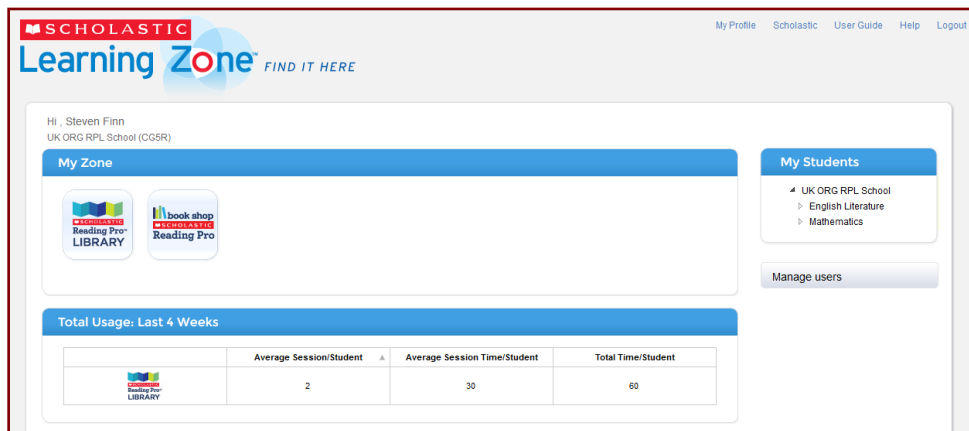 My Profile Scholastic User Guide Help Logout
SCHOLASTIC
Learning Zone™ FIND IT HERE
Hi , Steven Finn
UK ORG RPL School (CG5R)
My Zone
SCHOLASTIC
Reading Pro™
LIBRARY
book shop
SCHOLASTIC
Reading Pro
My Students
UK ORG RPL School
English Literature
Mathematics
Manage users
Total Usage: Last 4 Weeks
Average Session/Student Average Session Time/Student Total Time/Student
SCHOLASTIC
Reading Pro™
LIBRARY
2 30 60